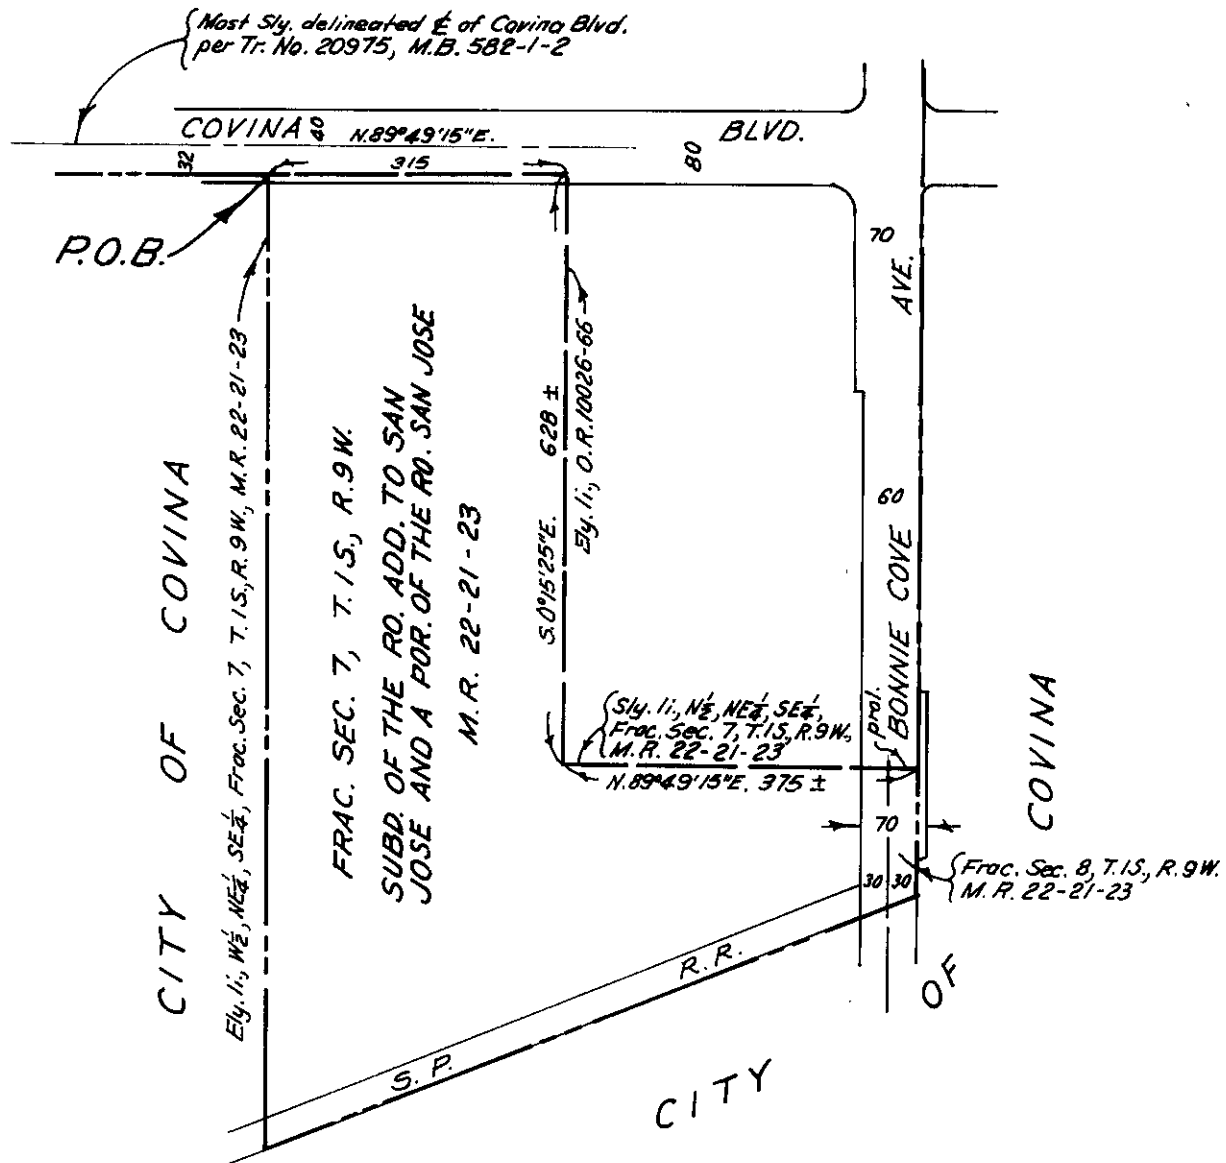 Most Sly. delineated ℄ of Covina Blvd.
per Tr. No. 20975, M.B. 582-1-2
COVINA
40
N.89°49'15"E.
BLVD.
32
315
80
P.O.B.
70
AVE.
Ely. li., W½, NE¼, SE¼, Frac. Sec. 7, T.1S., R.9W., M.R. 22-21-23
CITY OF COVINA
FRAC. SEC. 7, T.1S., R.9W.
SUBD. OF THE RO. ADD. TO SAN
JOSE AND A POR. OF THE RO. SAN JOSE
M.R. 22-21-23
S.0°15'25"E. 628 ±
Ely. li., O.R. 10026-66
60
BONNIE COVE
prol.
Sly. li., N½, NE¼, SE¼,
Frac. Sec. 7, T.1S., R.9W.,
M.R. 22-21-23
N.89°49'15"E. 375 ±
70
30 30
Frac. Sec. 8, T.1S., R.9W.
M.R. 22-21-23
S.P. R.R.
CITY OF COVINA